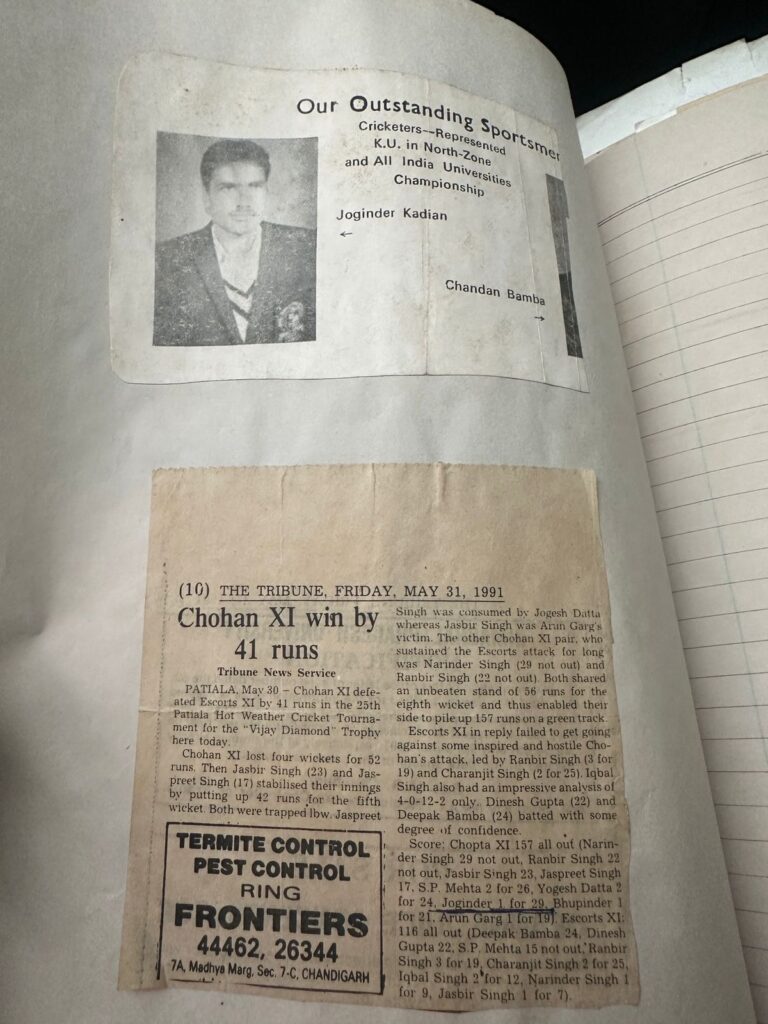 Our Outstanding Sportsmen
Cricketers--Represented
K.U. in North-Zone
and All India Universities
Championship
Joginder Kadian
←
Chandan Bamba
→
(10) THE TRIBUNE, FRIDAY, MAY 31, 1991
Chohan XI win by
41 runs
Tribune News Service
PATIALA, May 30 – Chohan XI defe-
ated Escorts XI by 41 runs in the 25th
Patiala Hot Weather Cricket Tourna-
ment for the "Vijay Diamond" Trophy
here today.
Chohan XI lost four wickets for 52
runs. Then Jasbir Singh (23) and Jas-
preet Singh (17) stabilised their innings
by putting up 42 runs for the fifth
wicket. Both were trapped lbw. Jaspreet
Singh was consumed by Jogesh Datta
whereas Jasbir Singh was Arun Garg's
victim. The other Chohan XI pair, who
sustained the Escorts attack for long
was Narinder Singh (29 not out) and
Ranbir Singh (22 not out). Both shared
an unbeaten stand of 56 runs for the
eighth wicket and thus enabled their
side to pile up 157 runs on a green track.
Escorts XI in reply failed to get going
against some inspired and hostile Cho-
han's attack, led by Ranbir Singh (3 for
19) and Charanjit Singh (2 for 25). Iqbal
Singh also had an impressive analysis of
4-0-12-2 only. Dinesh Gupta (22) and
Deepak Bamba (24) batted with some
degree of confidence.
Score: Chopta XI 157 all out (Narin-
der Singh 29 not out, Ranbir Singh 22
not out, Jasbir Singh 23, Jaspreet Singh
17, S.P. Mehta 2 for 26, Yogesh Datta 2
for 24, Joginder 1 for 29, Bhupinder 1
for 21, Arun Garg 1 for 19); Escorts XI:
116 all out (Deepak Bamba 24, Dinesh
Gupta 22, S.P. Mehta 15 not out, Ranbir
Singh 3 for 19, Charanjit Singh 2 for 25,
Iqbal Singh 2 for 12, Narinder Singh 1
for 9, Jasbir Singh 1 for 7).
TERMITE CONTROL
PEST CONTROL
RING
FRONTIERS
44462, 26344
7A, Madhya Marg, Sec. 7-C, CHANDIGARH